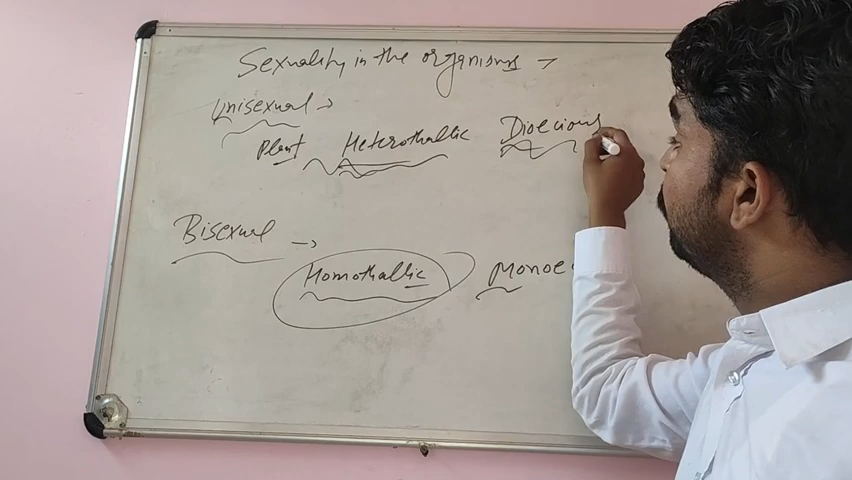 Sexuality in the organisms →
Unisexual →
Plant Heterothallic Dioecious
Bisexual →
Homothallic Monoe